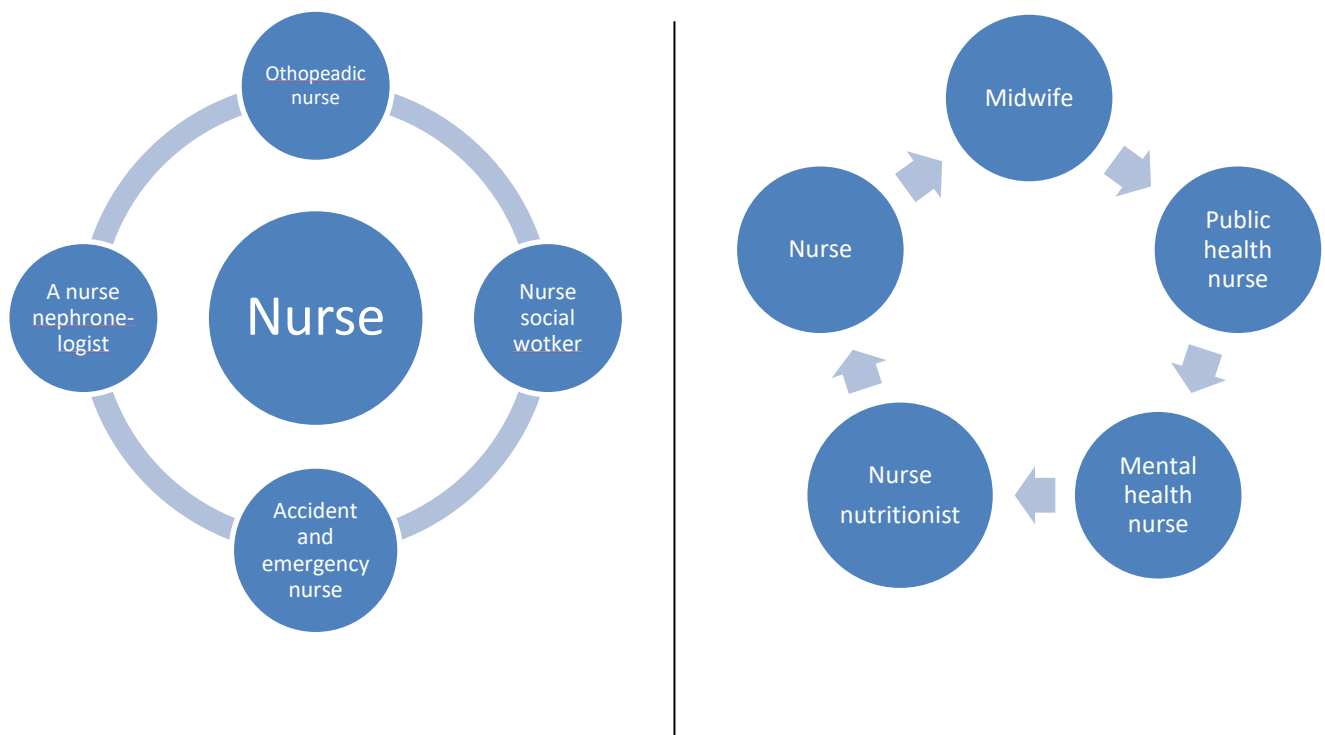 Othopeadic
nurse
A nurse
nephrone-
logist
Nurse
Nurse
social
wotker
Accident
and
emergency
nurse
Midwife
Public
health
nurse
Mental
health
nurse
Nurse
nutritionist
Nurse